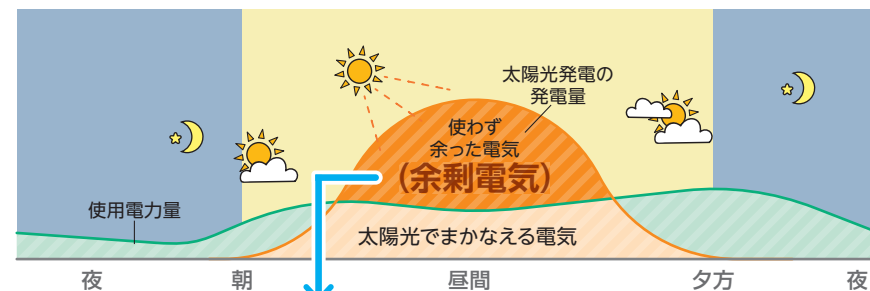 太陽光発電の
発電量
使わず
余った電気
(余剰電気)
使用電力量
太陽光でまかなえる電気
夜
朝
昼間
夕方
夜